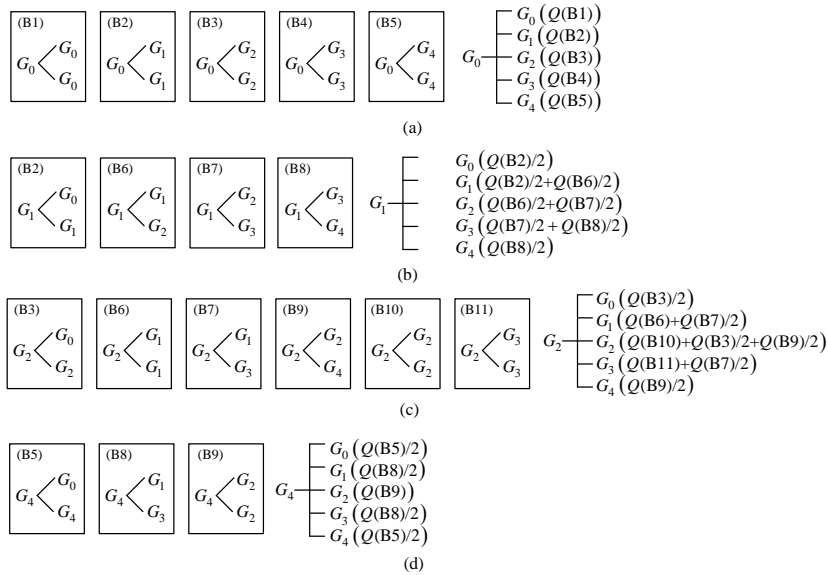 (B1) (B2) (B3) (B4) (B5)
G0 G0 G0 G0 G1 G1 G0 G2 G2 G0 G3 G3 G0 G4 G4
G0
G0 (Q(B1))
G1 (Q(B2))
G2 (Q(B3))
G3 (Q(B4))
G4 (Q(B5))
(a)
(B2) (B6) (B7) (B8)
G1 G0 G1 G1 G1 G2 G1 G2 G3 G1 G3 G4
G1
G0 (Q(B2)/2)
G1 (Q(B2)/2+Q(B6)/2)
G2 (Q(B6)/2+Q(B7)/2)
G3 (Q(B7)/2 + Q(B8)/2)
G4 (Q(B8)/2)
(b)
(B3) (B6) (B7) (B9) (B10) (B11)
G2 G0 G2 G2 G1 G1 G2 G1 G3 G2 G2 G4 G2 G2 G2 G2 G3 G3
G2
G0 (Q(B3)/2)
G1 (Q(B6)+Q(B7)/2)
G2 (Q(B10)+Q(B3)/2+Q(B9)/2)
G3 (Q(B11)+Q(B7)/2)
G4 (Q(B9)/2)
(c)
(B5) (B8) (B9)
G4 G0 G4 G4 G1 G3 G4 G2 G2
G4
G0 (Q(B5)/2)
G1 (Q(B8)/2)
G2 (Q(B9))
G3 (Q(B8)/2)
G4 (Q(B5)/2)
(d)